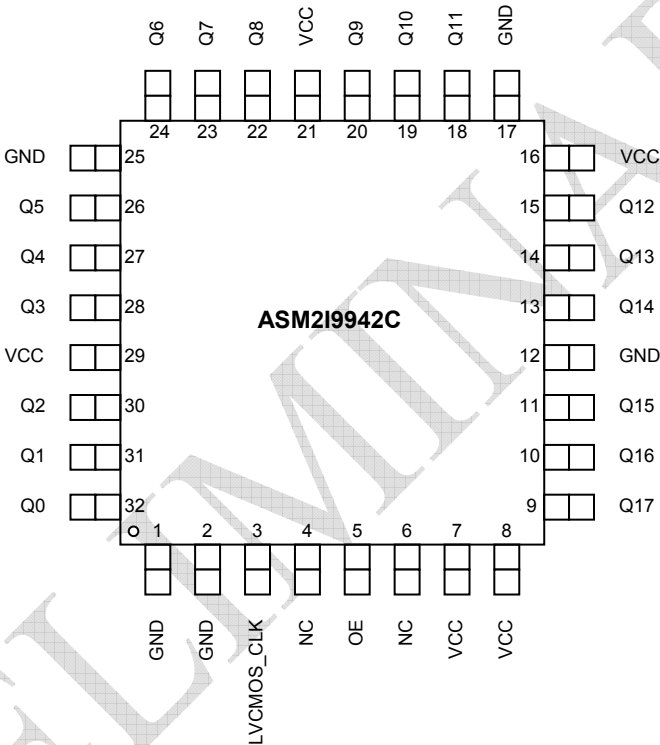 Q6 Q7 Q8 VCC Q9 Q10 Q11 GND
24 23 22 21 20 19 18 17
GND 25 16 VCC
Q5 26 15 Q12
Q4 27 14 Q13
Q3 28 13 Q14
ASM2I9942C
VCC 29 12 GND
Q2 30 11 Q15
Q1 31 10 Q16
Q0 32 9 Q17
1 2 3 4 5 6 7 8
GND GND LVCMOS_CLK NC OE NC VCC VCC
ELIMINA